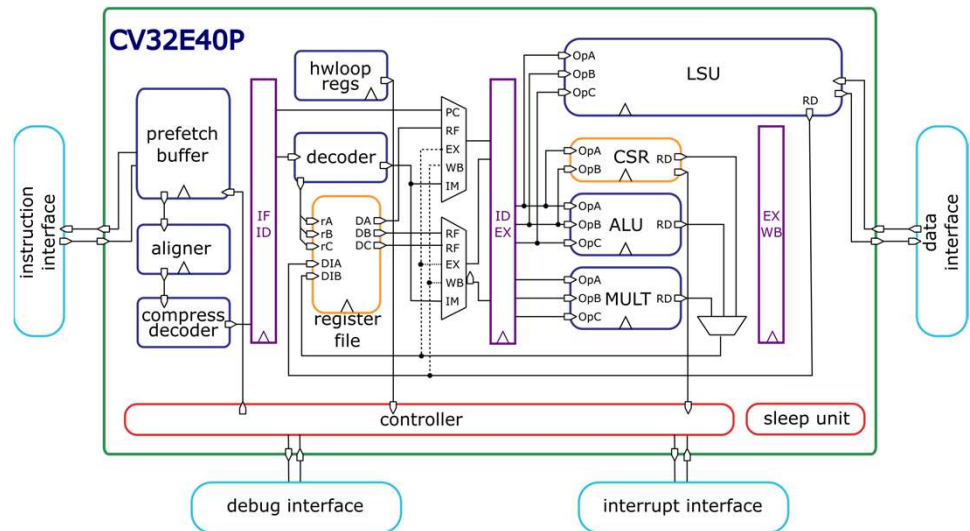 CV32E40P
instruction
interface
prefetch
buffer
aligner
compress
decoder
IF
ID
hwloop
regs
decoder
rA
rB
rC
DIA
DIB
DA
DB
DC
register
file
PC
RF
EX
WB
IM
RF
RF
EX
WB
IM
ID
EX
OpA
OpB
OpC
LSU
RD
OpA
OpB
CSR
RD
OpA
OpB
OpC
ALU
RD
OpA
OpB
OpC
MULT
RD
EX
WB
data
interface
controller
sleep unit
debug interface
interrupt interface